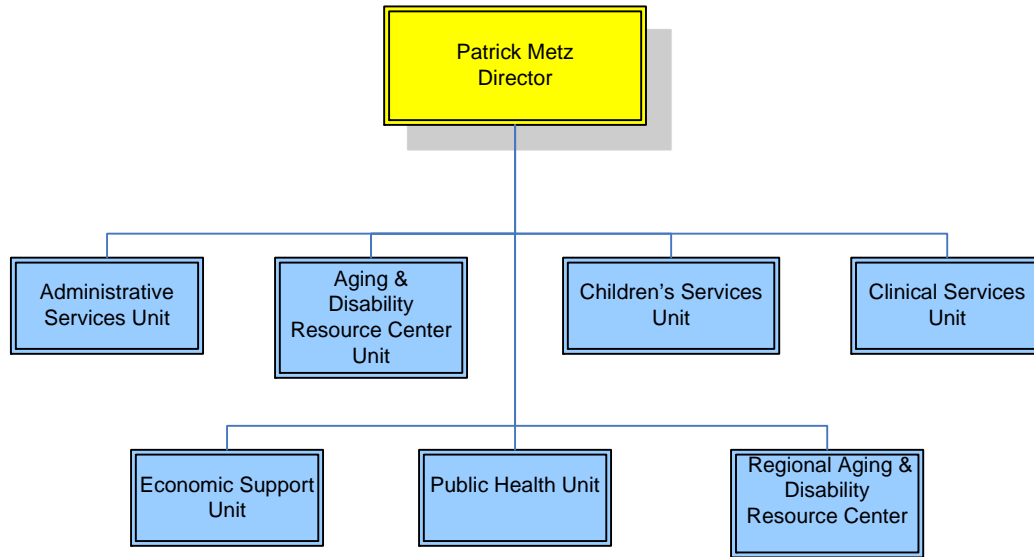 Patrick Metz
Director
Administrative
Services Unit
Aging &
Disability
Resource Center
Unit
Children’s Services
Unit
Clinical Services
Unit
Economic Support
Unit
Public Health Unit
Regional Aging &
Disability
Resource Center